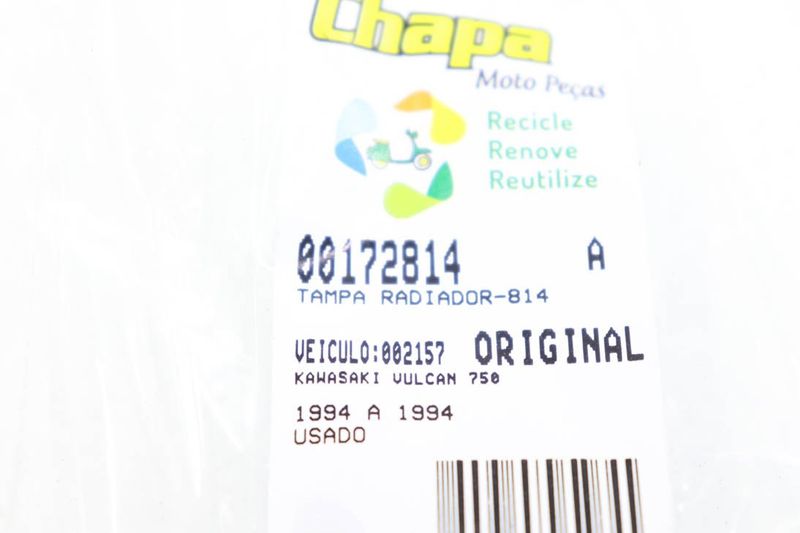 Chapa
Moto Peças
Recicle
Renove
Reutilize
00172814 A
TAMPA RADIADOR-814
VEICULO:002157 ORIGINAL
KAWASAKI VULCAN 750
1994 A 1994
USADO